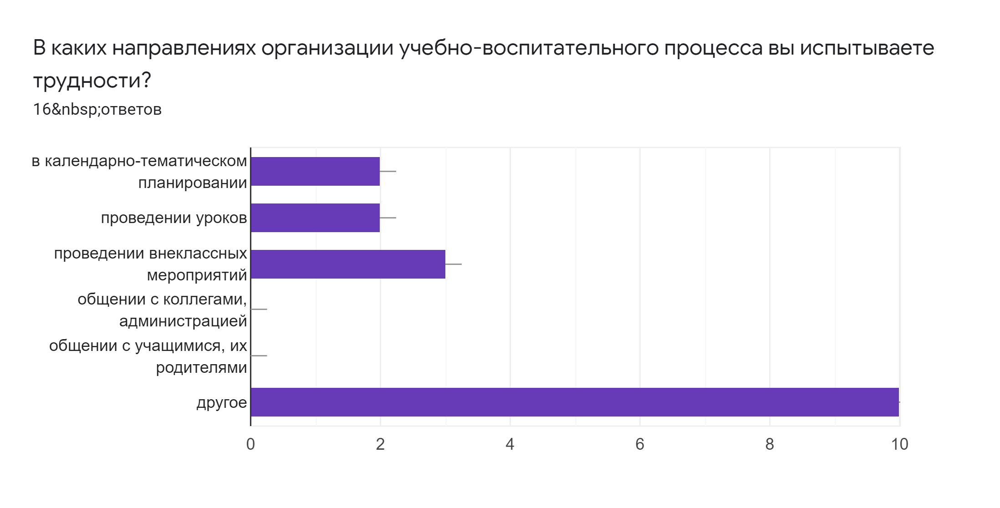 В каких направлениях организации учебно-воспитательного процесса вы испытываете
трудности?
16&nbsp;ответов
в календарно-тематическом
планировании
проведении уроков
проведении внеклассных
мероприятий
общении с коллегами,
администрацией
общении с учащимися, их
родителями
другое
0 2 4 6 8 10